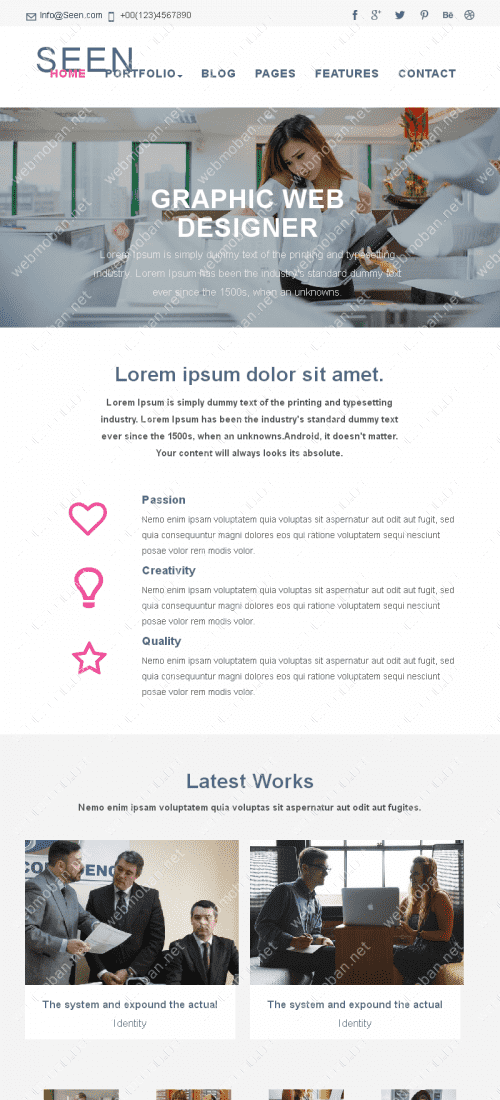 Info@Seen.com +00(123)4567890
SEEN
HOME PORTFOLIO BLOG PAGES FEATURES CONTACT
GRAPHIC WEB
DESIGNER
Lorem Ipsum is simply dummy text of the printing and typesetting
industry. Lorem Ipsum has been the industry's standard dummy text
ever since the 1500s, when an unknowns.
Lorem ipsum dolor sit amet.
Lorem Ipsum is simply dummy text of the printing and typesetting
industry. Lorem Ipsum has been the industry's standard dummy text
ever since the 1500s, when an unknowns.Android, it doesn't matter.
Your content will always looks its absolute.
Passion
Nemo enim ipsam voluptatem quia voluptas sit aspernatur aut odit aut fugit, sed
quia consequuntur magni dolores eos qui ratione voluptatem sequi nesciunt
posae volor rem modis volor.
Creativity
Nemo enim ipsam voluptatem quia voluptas sit aspernatur aut odit aut fugit, sed
quia consequuntur magni dolores eos qui ratione voluptatem sequi nesciunt
posae volor rem modis volor.
Quality
Nemo enim ipsam voluptatem quia voluptas sit aspernatur aut odit aut fugit, sed
quia consequuntur magni dolores eos qui ratione voluptatem sequi nesciunt
posae volor rem modis volor.
Latest Works
Nemo enim ipsam voluptatem quia voluptas sit aspernatur aut odit aut fugites.
The system and expound the actual
Identity
The system and expound the actual
Identity
webmoban.net